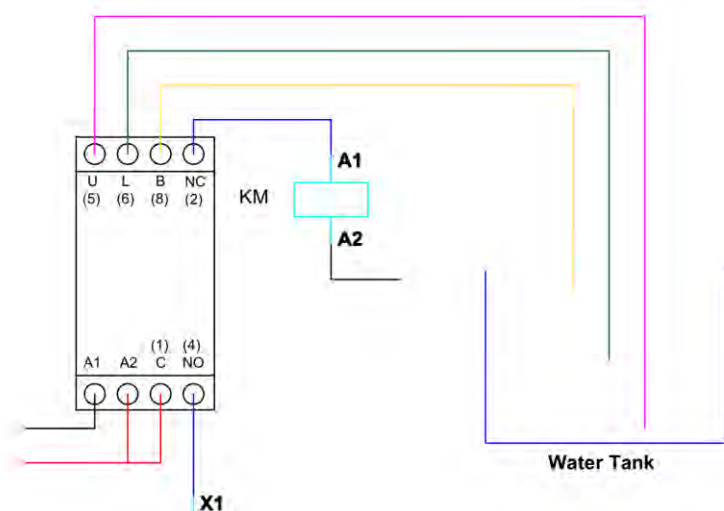 U L B NC
(5) (6) (8) (2)
KM
A1
A2
(1) (4)
A1 A2 C NO
X1
Water Tank